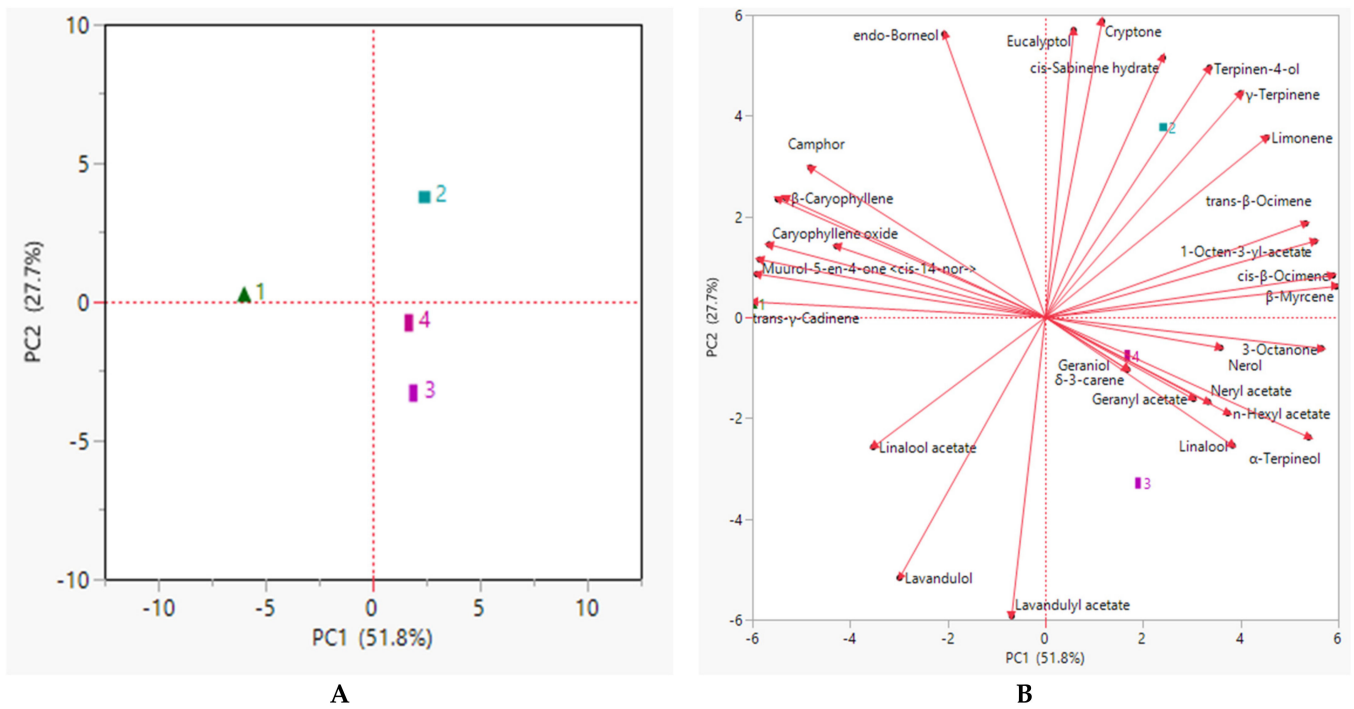 10
5
0
-5
-10
PC2 (27.7%)
1
2
4
3
-10
-5
0
5
10
PC1 (51.8%)
A
6
4
2
0
-2
-4
-6
PC2 (27.7%)
endo-Borneol
Eucalyptol
Cryptone
cis-Sabinene hydrate
Terpinen-4-ol
γ-Terpinene
2
Limonene
Camphor
β-Caryophyllene
trans-β-Ocimene
Caryophyllene oxide
1-Octen-3-yl-acetate
Muurol-5-en-4-one <cis-14-nor->
cis-β-Ocimene
β-Myrcene
1
trans-γ-Cadinene
3-Octanone
4
Geraniol
Nerol
δ-3-carene
Neryl acetate
Geranyl acetate
n-Hexyl acetate
Linalool acetate
Linalool
α-Terpineol
3
Lavandulol
Lavandulyl acetate
-6
-4
-2
0
2
4
6
PC1 (51.8%)
B